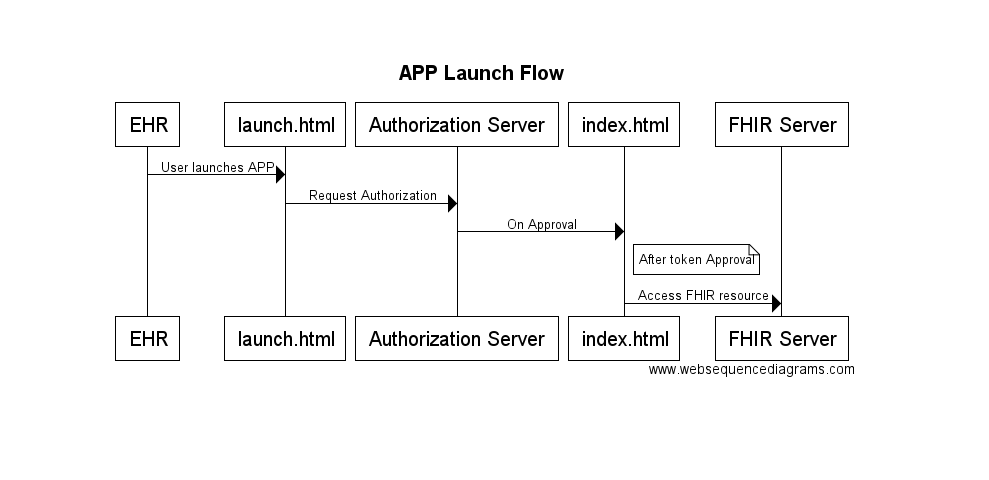 APP Launch Flow
EHR
launch.html
Authorization Server
index.html
FHIR Server
User launches APP
Request Authorization
On Approval
After token Approval
Access FHIR resource
EHR
launch.html
Authorization Server
index.html
FHIR Server
www.websequencediagrams.com